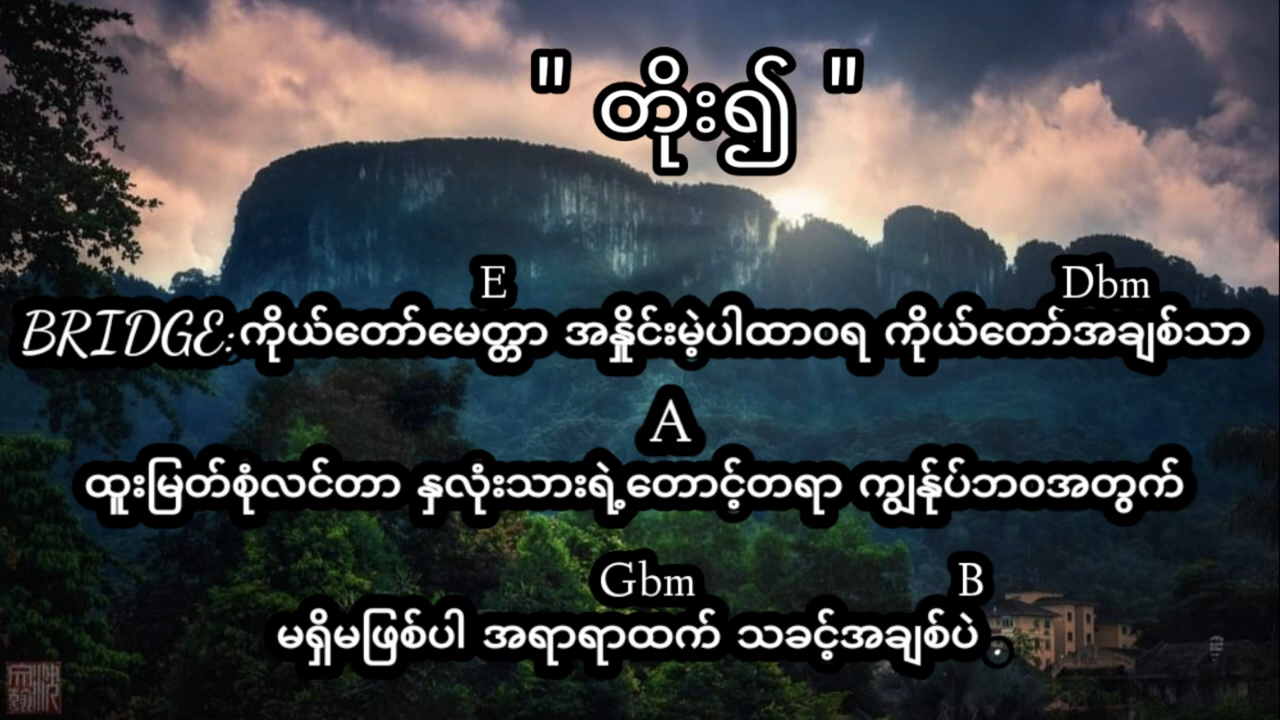 " တိုး၍ "
E Dbm
BRIDGE: ကိုယ်တော်မေတ္တာ အနှိုင်းမဲ့ပါထာဝရ ကိုယ်တော်အချစ်သာ
A
ထူးမြတ်စုံလင်တာ နှလုံးသားရဲ့တောင့်တရာ ကျွန်ုပ်ဘဝအတွက်
Gbm B
မရှိမဖြစ်ပါ အရာရာထက် သခင့်အချစ်ပဲ .